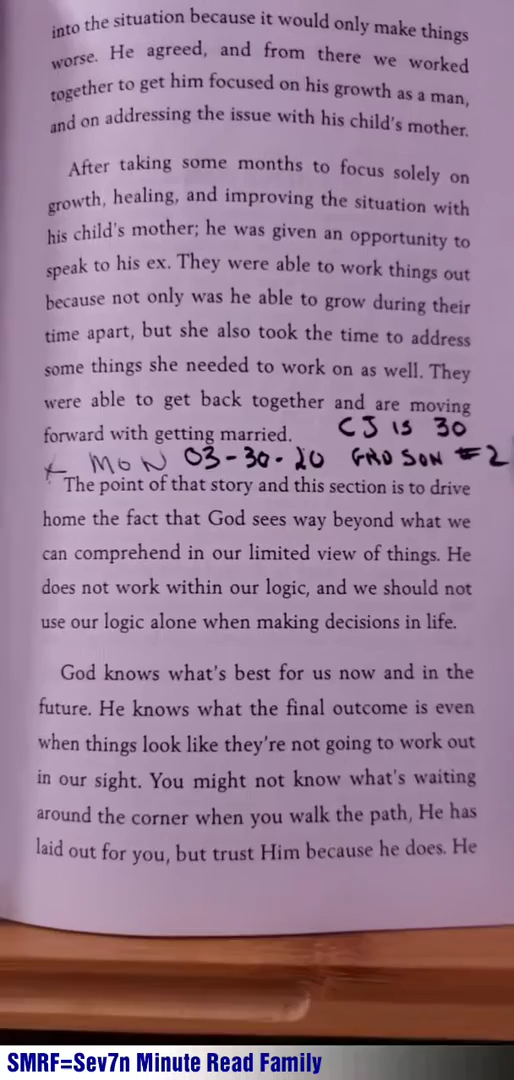 into the situation because it would only make things
worse. He agreed, and from there we worked
together to get him focused on his growth as a man,
and on addressing the issue with his child's mother.
After taking some months to focus solely on
growth, healing, and improving the situation with
his child's mother; he was given an opportunity to
speak to his ex. They were able to work things out
because not only was he able to grow during their
time apart, but she also took the time to address
some things she needed to work on as well. They
were able to get back together and are moving
forward with getting married. CJ IS 30
MON 03-30-20 GRD SON #2
The point of that story and this section is to drive
home the fact that God sees way beyond what we
can comprehend in our limited view of things. He
does not work within our logic, and we should not
use our logic alone when making decisions in life.
God knows what's best for us now and in the
future. He knows what the final outcome is even
when things look like they're not going to work out
in our sight. You might not know what's waiting
around the corner when you walk the path, He has
laid out for you, but trust Him because he does. He
SMRF=Sev7n Minute Read Family